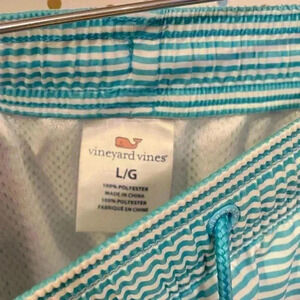 vineyard vines®
L/G
100% POLYESTER
MADE IN CHINA
100% POLYESTER
FABRIQUÉ EN CHINE